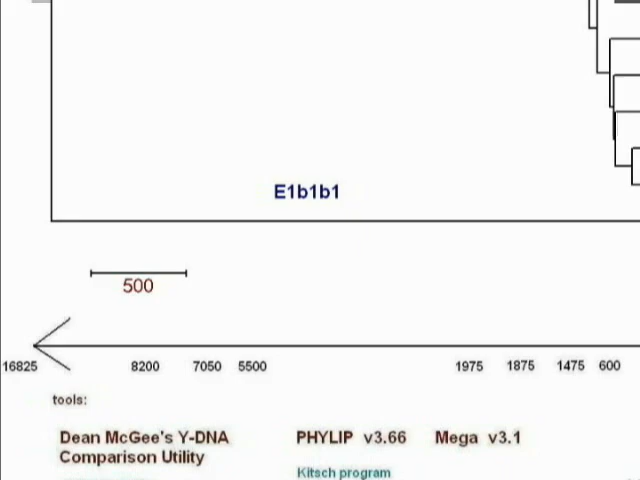 E1b1b1
500
16825 8200 7050 5500 1975 1875 1475 600
tools:
Dean McGee's Y-DNA PHYLIP v3.66 Mega v3.1
Comparison Utility
Kitsch program